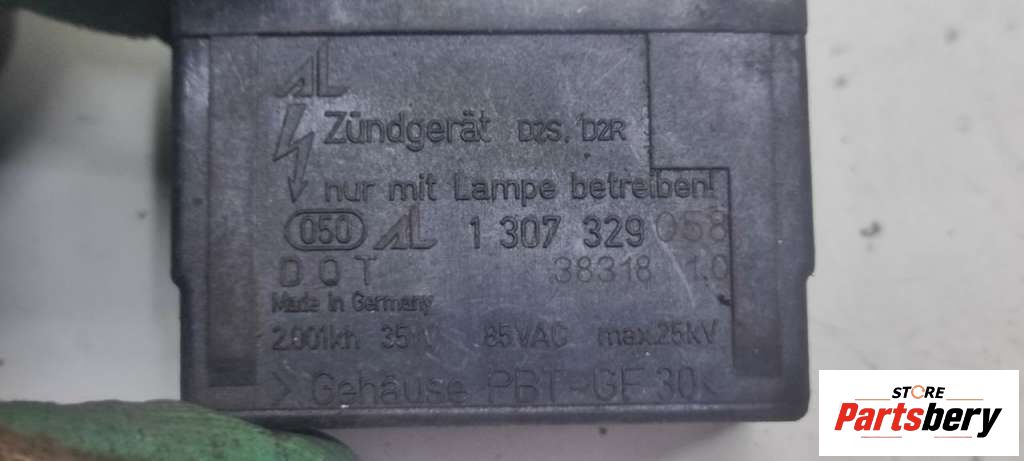 AL
Zündgerät D2S, D2R
nur mit Lampe betreiben!
050 AL 1 307 329 058
D O T 38318 1.0
Made in Germany
2.001kh 35W 85VAC max.25kV
> Gehäuse PBT-GF 30<
STORE
Partsbery